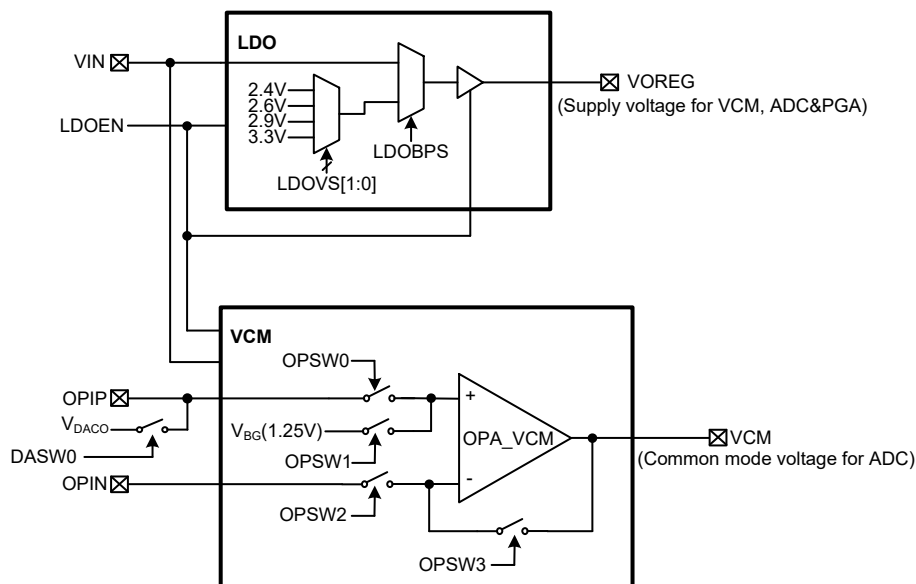 LDO
VIN
2.4V
2.6V
2.9V
3.3V
VOREG
(Supply voltage for VCM, ADC&PGA)
LDOEN
LDOBPS
LDOVS[1:0]
VCM
OPSW0
OPIP
+
VDACO
VBG(1.25V)
OPA_VCM
VCM
DASW0
OPSW1
(Common mode voltage for ADC)
OPIN
-
OPSW2
OPSW3